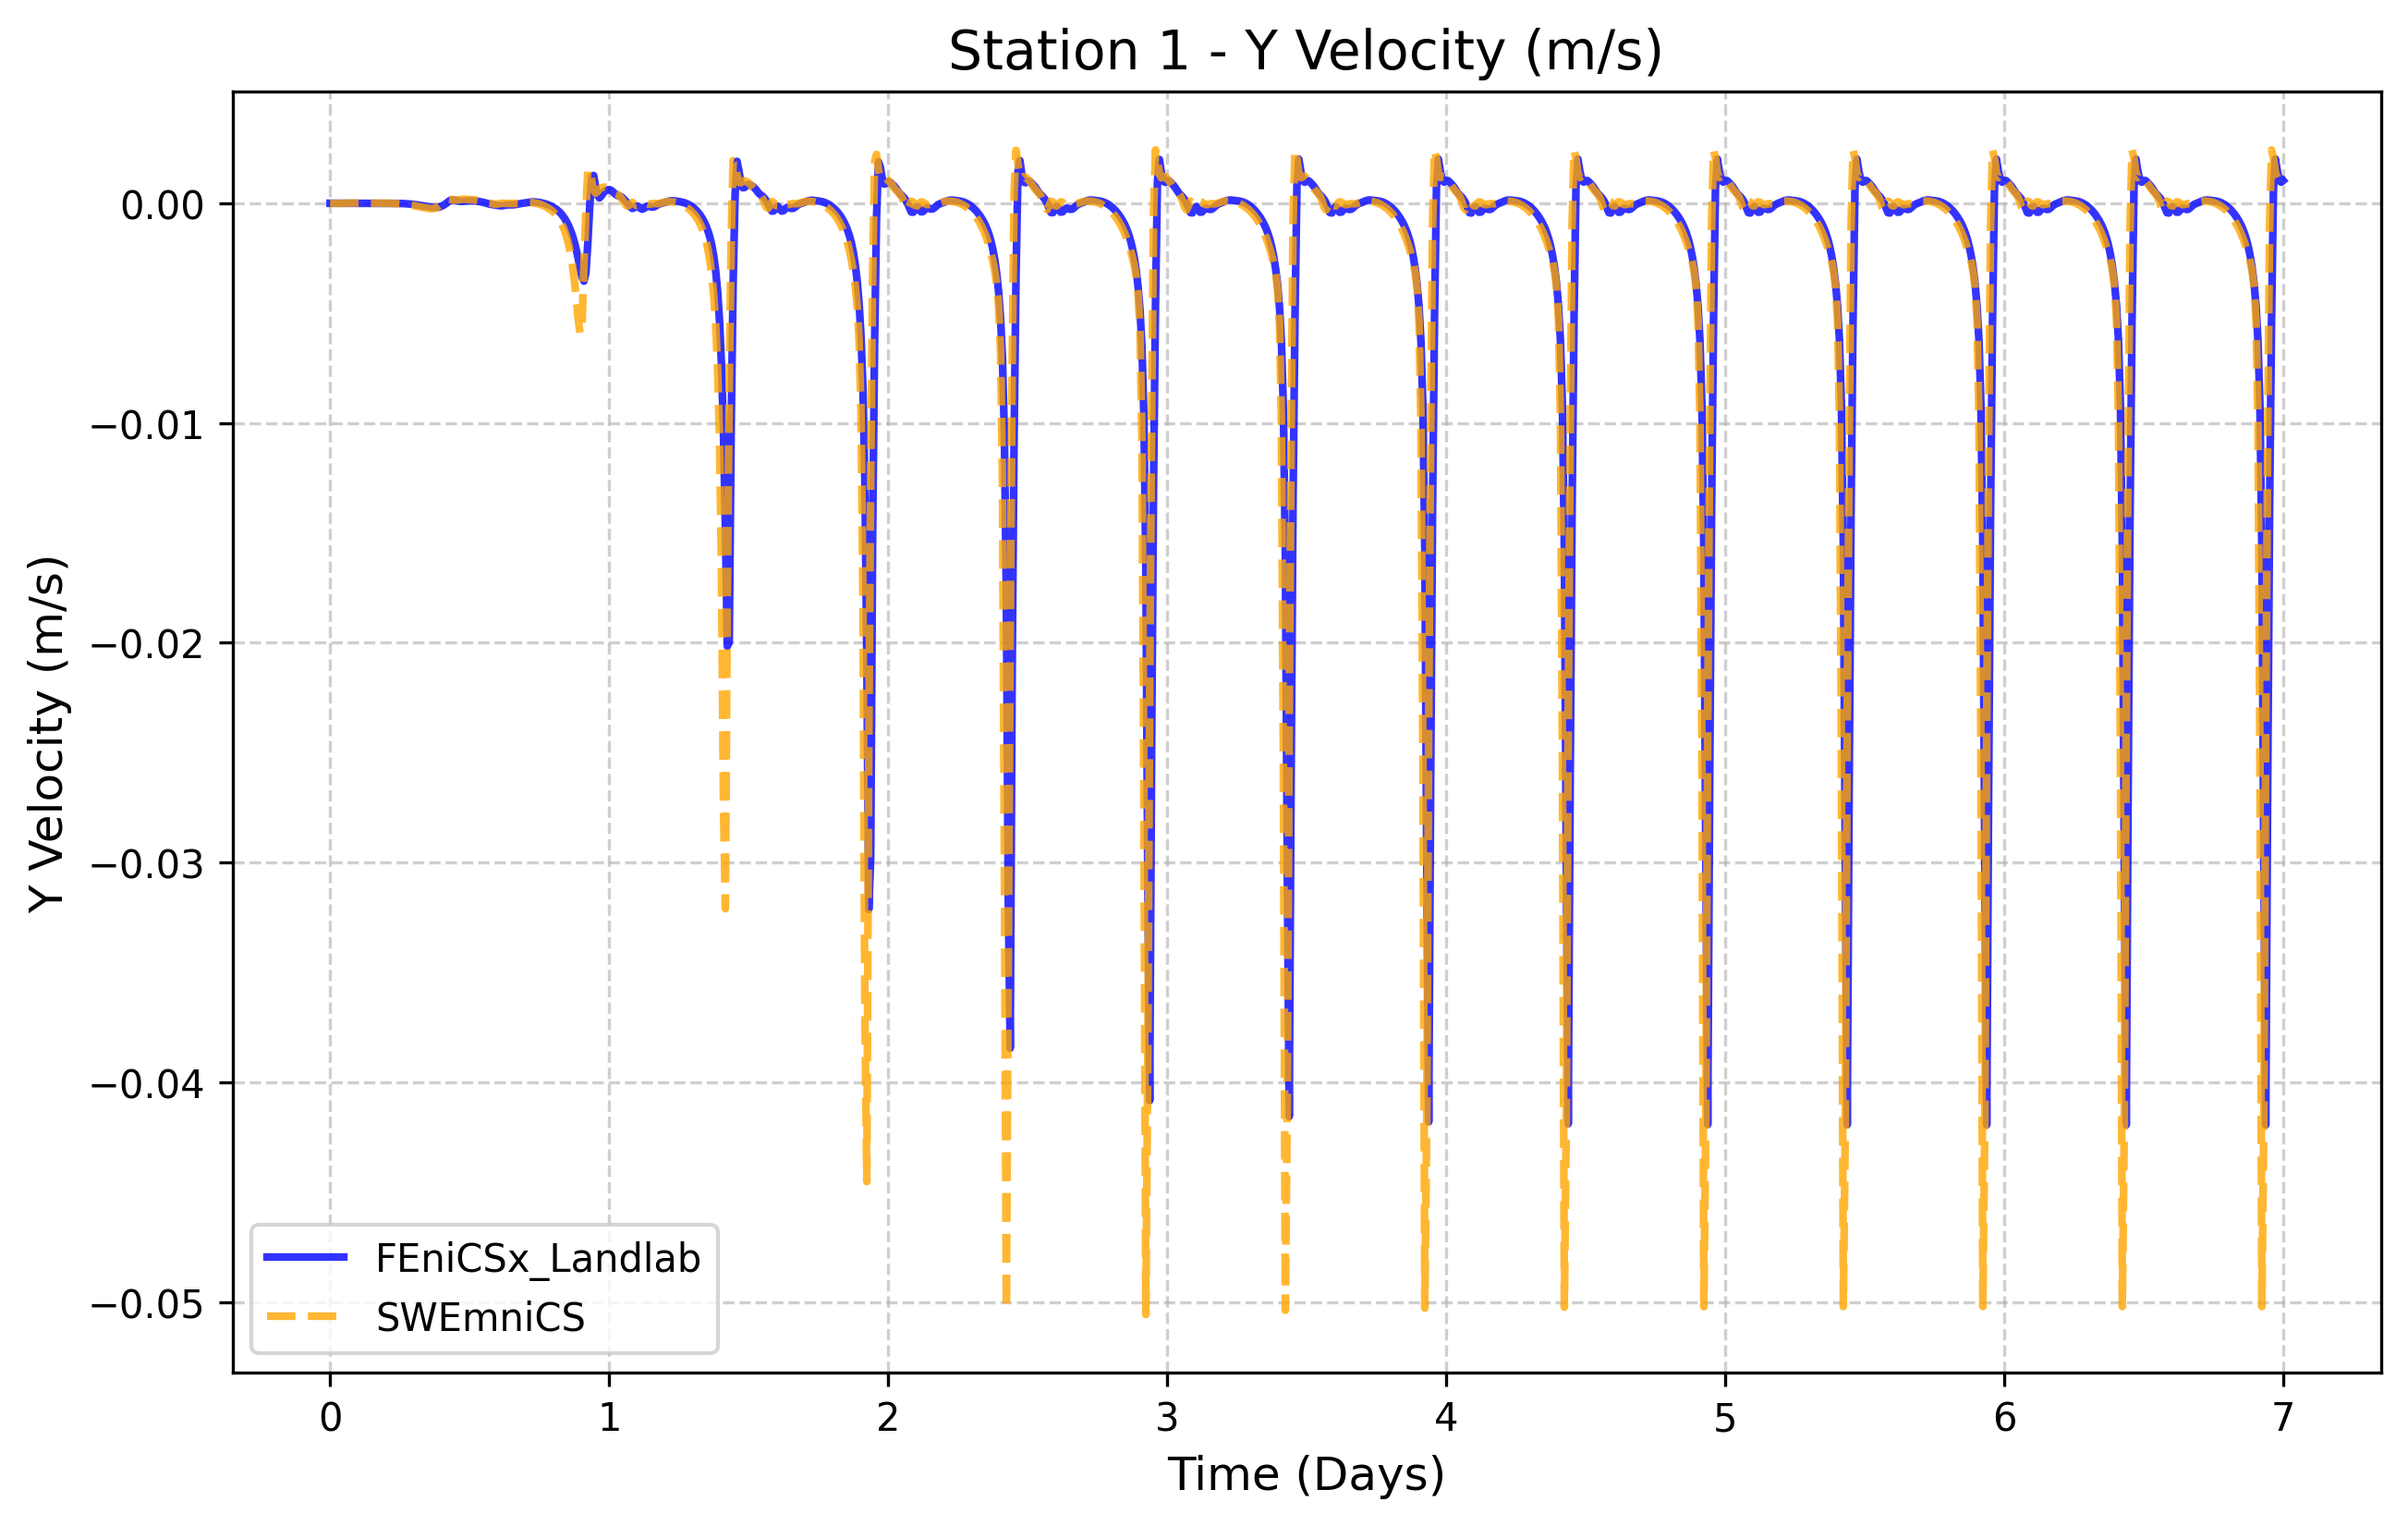 Station 1 - Y Velocity (m/s)
Y Velocity (m/s)
0.00
−0.01
−0.02
−0.03
−0.04
−0.05
FEniCSx_Landlab
SWEmniCS
0 1 2 3 4 5 6 7
Time (Days)